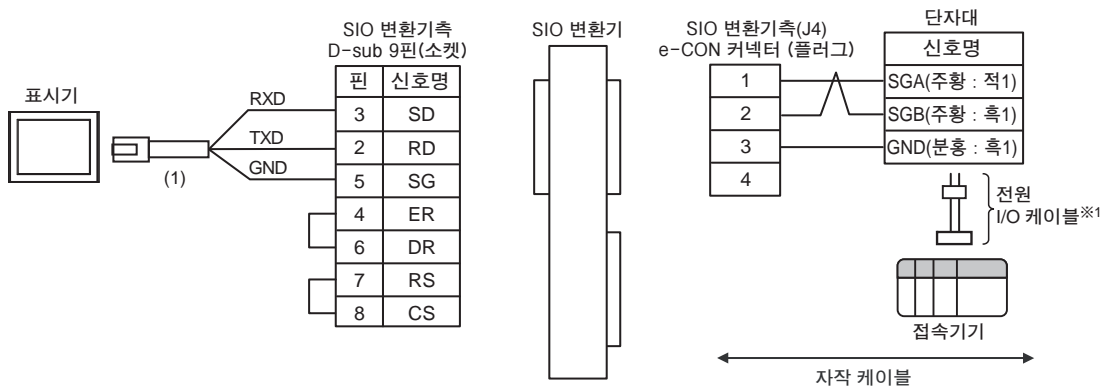 표시기
(1)
RXD
TXD
GND
SIO 변환기측
D-sub 9핀(소켓)
핀 신호명
3 SD
2 RD
5 SG
4 ER
6 DR
7 RS
8 CS
SIO 변환기
SIO 변환기측(J4)
e-CON 커넥터 (플러그)
1
2
3
4
단자대
신호명
SGA(주황 : 적1)
SGB(주황 : 흑1)
GND(분홍 : 흑1)
전원
I/O 케이블※1
접속기기
자작 케이블